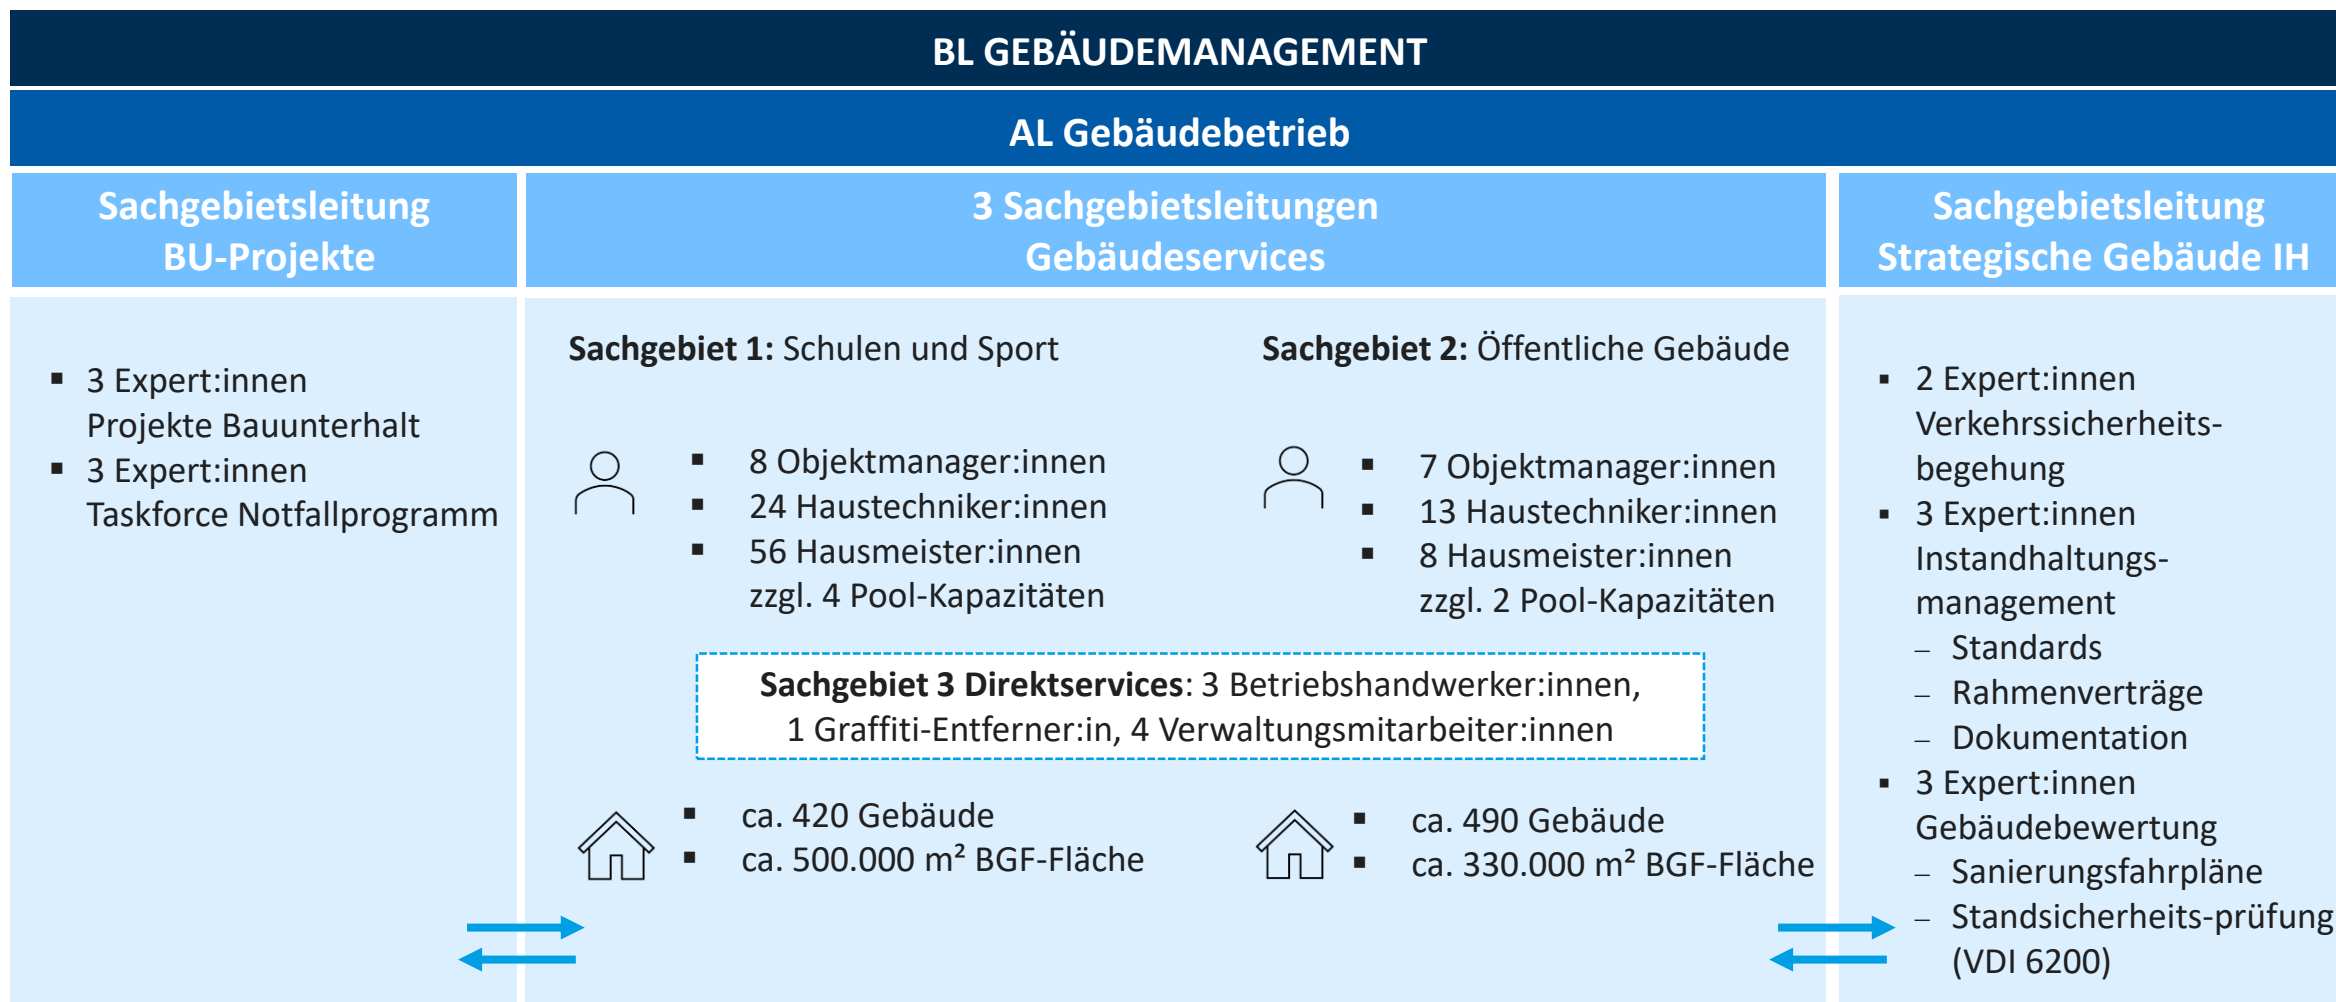 BL GEBÄUDEMANAGEMENT
AL Gebäudebetrieb
Sachgebietsleitung
BU-Projekte
▪ 3 Expert:innen
Projekte Bauunterhalt
▪ 3 Expert:innen
Taskforce Notfallprogramm
3 Sachgebietsleitungen
Gebäudeservices
Sachgebiet 1: Schulen und Sport
▪ 8 Objektmanager:innen
▪ 24 Haustechniker:innen
▪ 56 Hausmeister:innen
zzgl. 4 Pool-Kapazitäten
Sachgebiet 2: Öffentliche Gebäude
▪ 7 Objektmanager:innen
▪ 13 Haustechniker:innen
▪ 8 Hausmeister:innen
zzgl. 2 Pool-Kapazitäten
Sachgebiet 3 Direktservices: 3 Betriebshandwerker:innen,
1 Graffiti-Entferner:in, 4 Verwaltungsmitarbeiter:innen
▪ ca. 420 Gebäude
▪ ca. 500.000 m² BGF-Fläche
▪ ca. 490 Gebäude
▪ ca. 330.000 m² BGF-Fläche
Sachgebietsleitung
Strategische Gebäude IH
▪ 2 Expert:innen
Verkehrssicherheits-
begehung
▪ 3 Expert:innen
Instandhaltungs-
management
– Standards
– Rahmenverträge
– Dokumentation
▪ 3 Expert:innen
Gebäudebewertung
– Sanierungsfahrpläne
– Standsicherheits-prüfung
(VDI 6200)